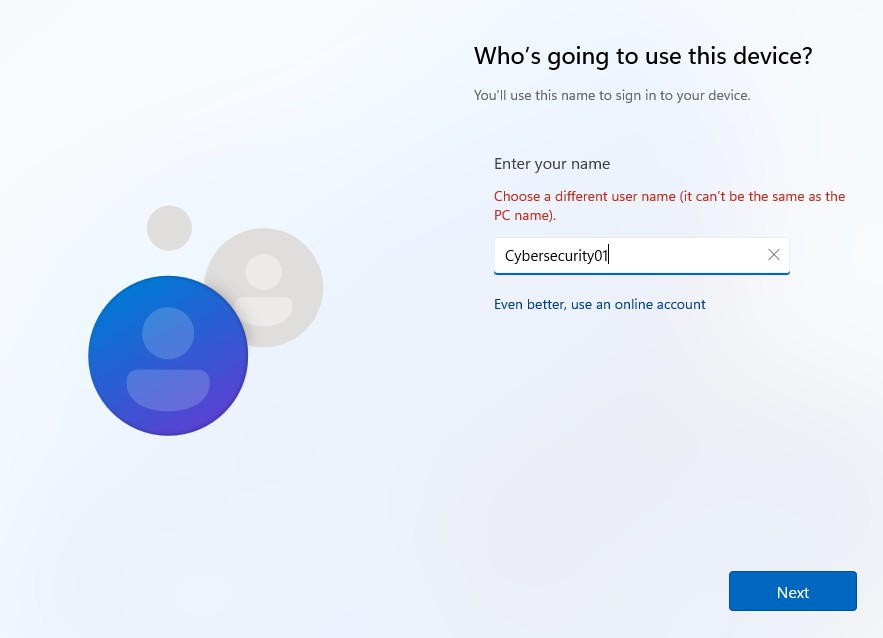 Who's going to use this device?
You'll use this name to sign in to your device.
Enter your name
Choose a different user name (it can't be the same as the
PC name).
Cybersecurity01
Even better, use an online account
Next